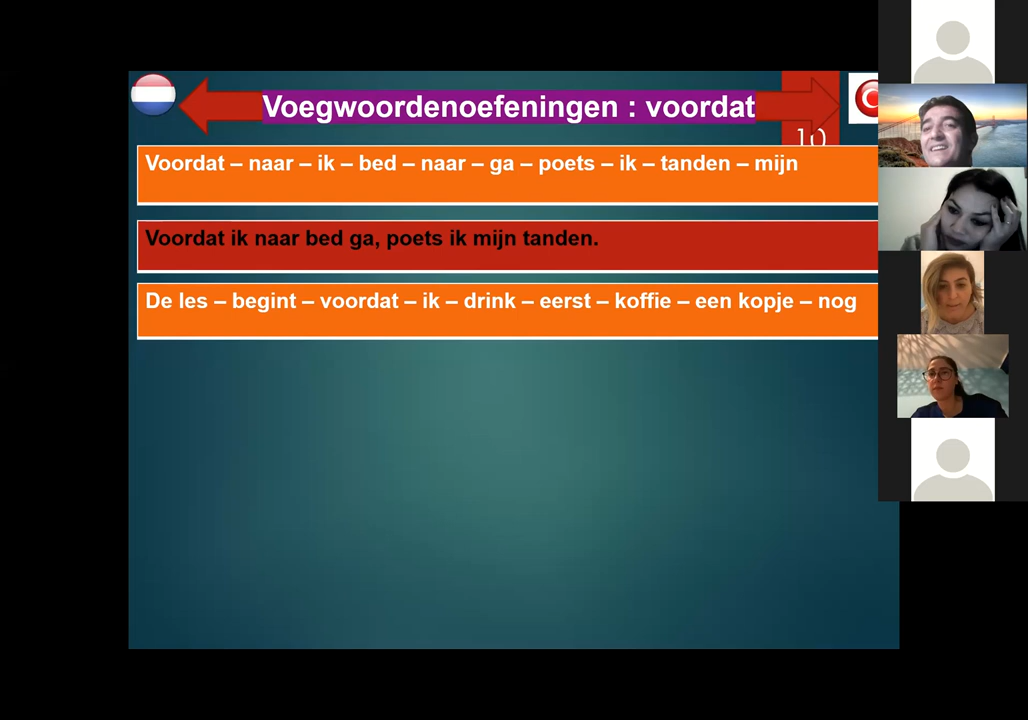 Voegwoordenoefeningen : voordat
10
Voordat – naar – ik – bed – naar – ga – poets – ik – tanden – mijn
Voordat ik naar bed ga, poets ik mijn tanden.
De les – begint – voordat – ik – drink – eerst – koffie – een kopje – nog